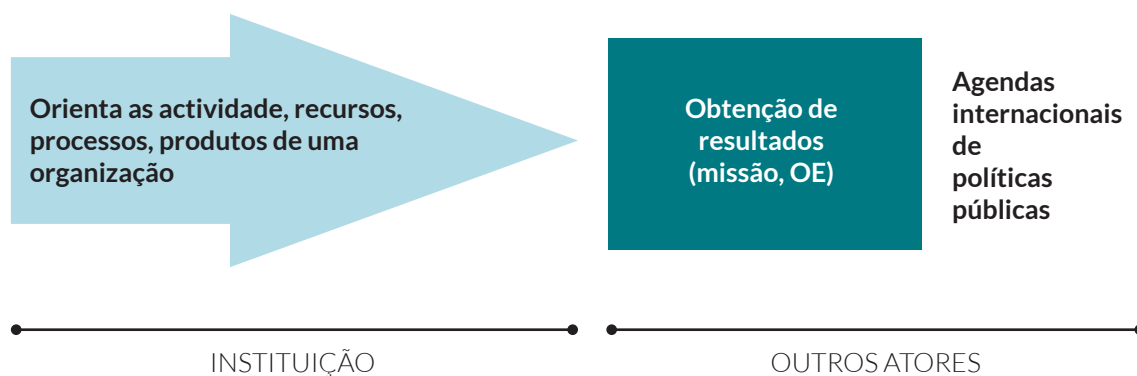 Orienta as actividade, recursos,
processos, produtos de uma
organização
Obtenção de
resultados
(missão, OE)
Agendas
internacionais
de
políticas
públicas
INSTITUIÇÃO
OUTROS ATORES